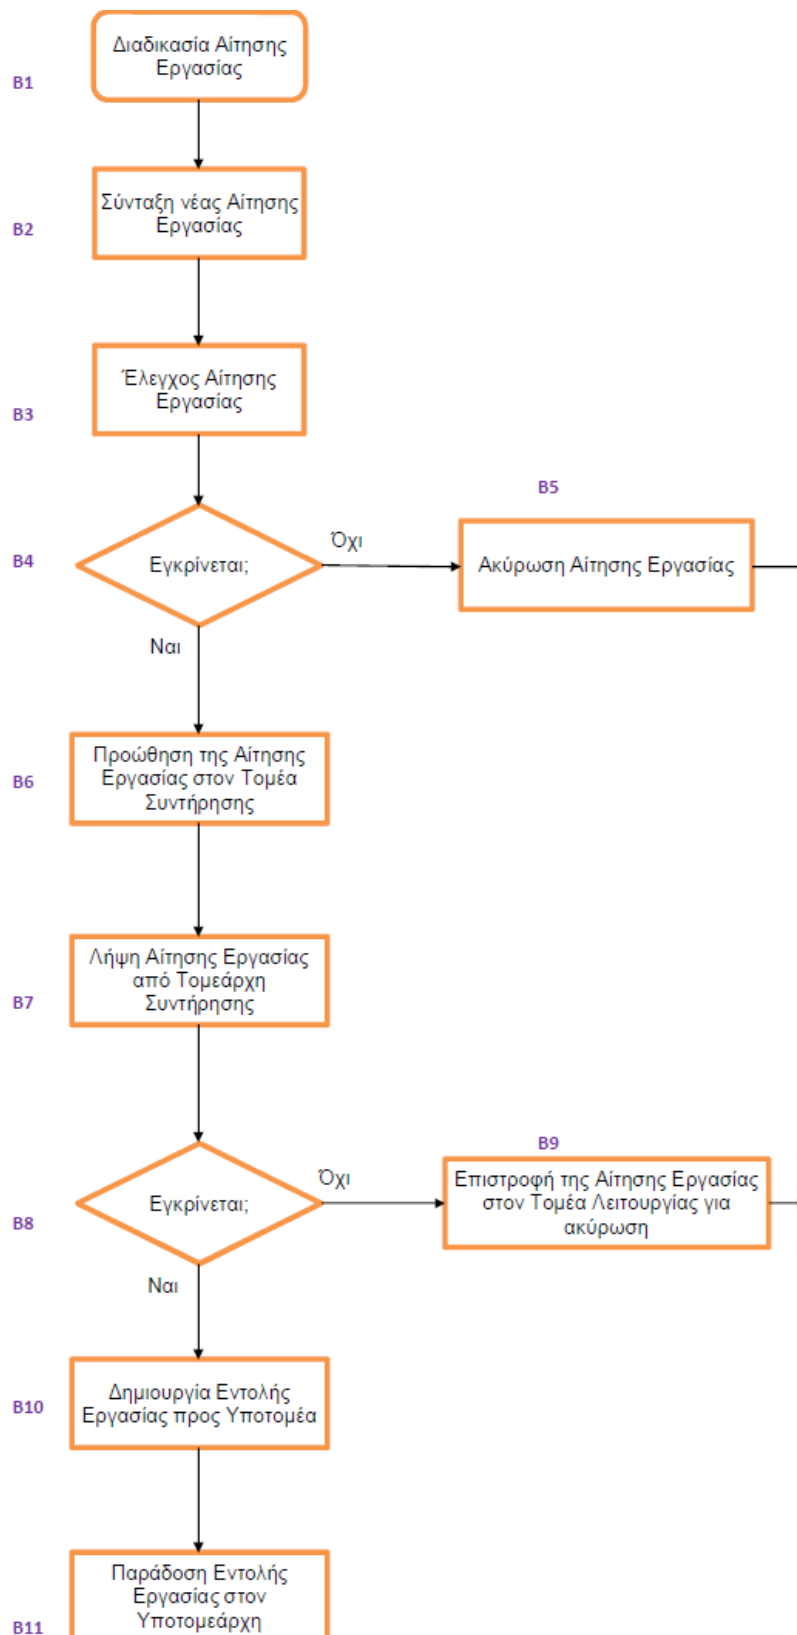 Διαδικασία Αίτησης
Εργασίας
B1
Σύνταξη νέας Αίτησης
Εργασίας
B2
Έλεγχος Αίτησης
Εργασίας
B3
B4
Εγκρίνεται;
Όχι
B5
Ακύρωση Αίτησης Εργασίας
Ναι
Προώθηση της Αίτησης
Εργασίας στον Τομέα
Συντήρησης
B6
Λήψη Αίτησης Εργασίας
από Τομεάρχη
Συντήρησης
B7
Εγκρίνεται;
B8
Όχι
B9
Επιστροφή της Αίτησης Εργασίας
στον Τομέα Λειτουργίας για
ακύρωση
Ναι
Δημιουργία Εντολής
Εργασίας προς Υποτομέα
B10
Παράδοση Εντολής
Εργασίας στον
Υποτομεάρχη
B11